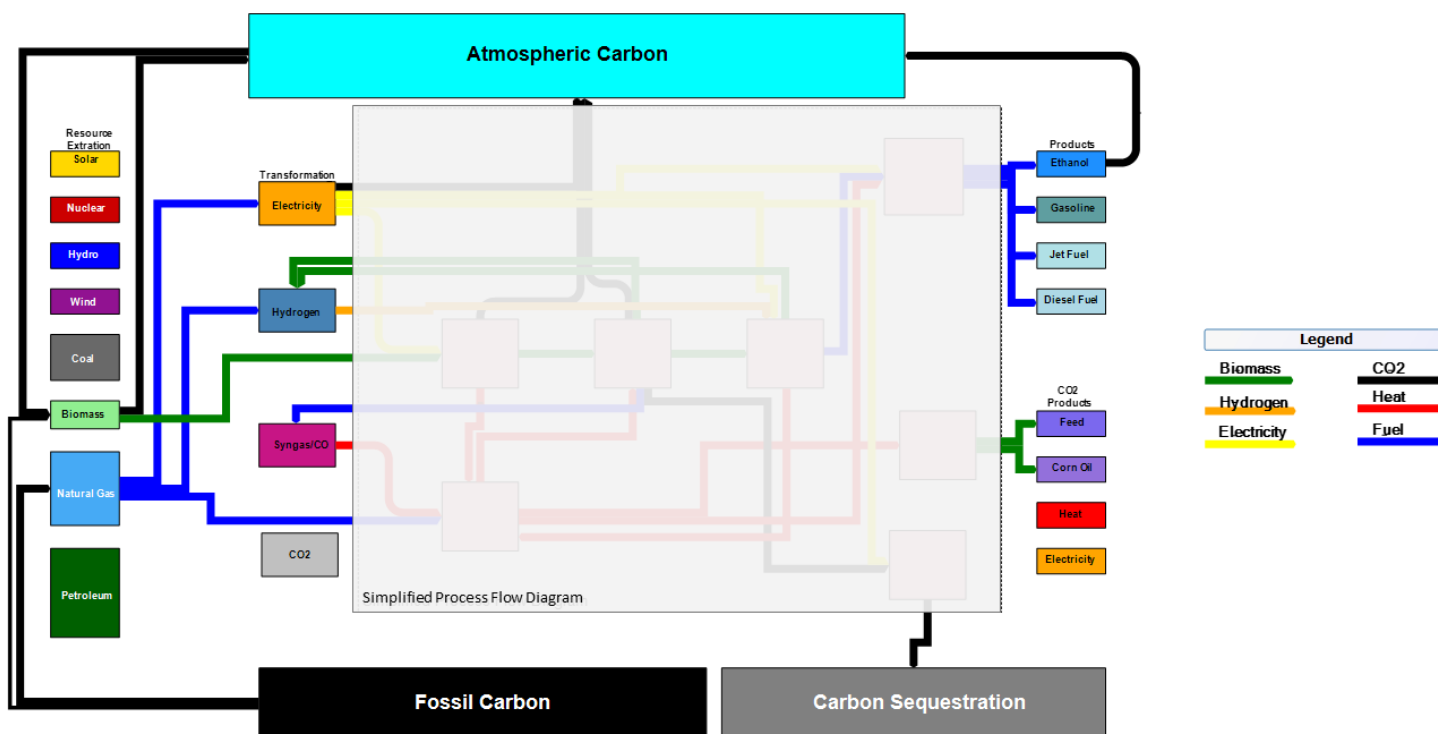 Atmospheric Carbon
Resource
Extration
Solar
Nuclear
Hydro
Wind
Coal
Biomass
Natural Gas
Petroleum
Transformation
Electricity
Hydrogen
Syngas/CO
CO2
Simplified Process Flow Diagram
Products
Ethanol
Gasoline
Jet Fuel
Diesel Fuel
CO2
Products
Feed
Corn Oil
Heat
Electricity
Legend
Biomass
CO2
Hydrogen
Heat
Electricity
Fuel
Fossil Carbon
Carbon Sequestration